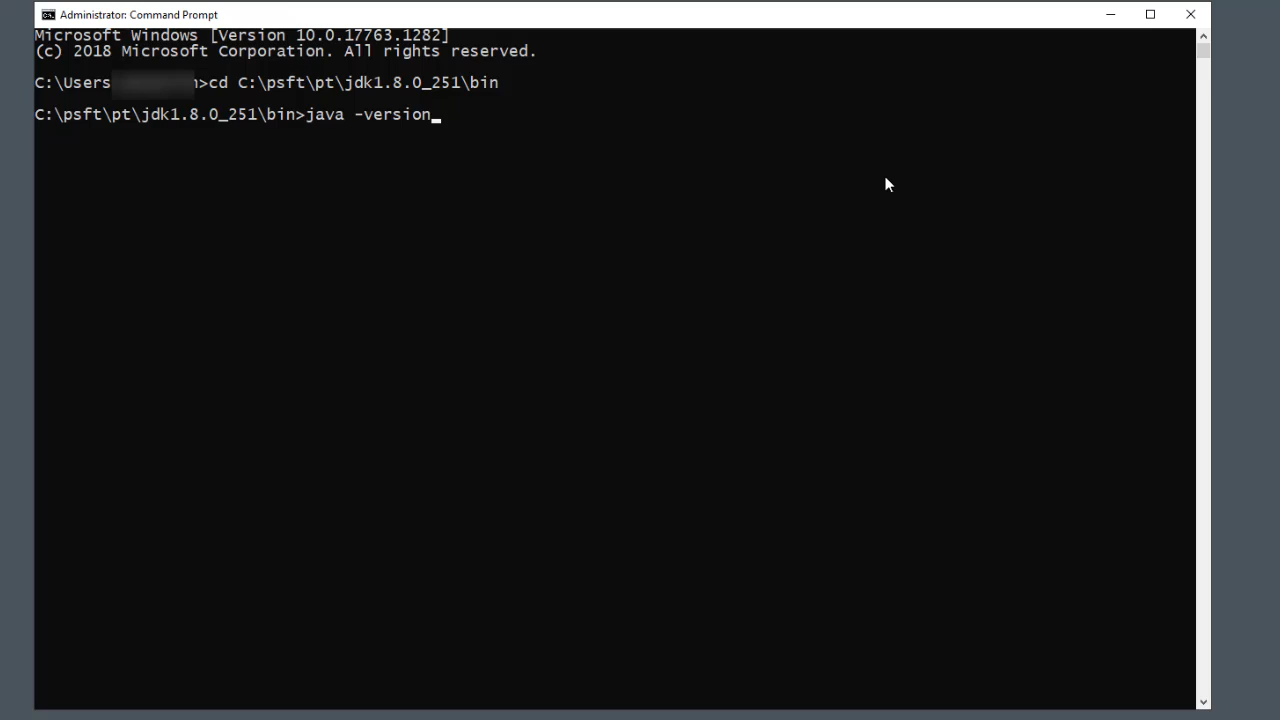 Administrator: Command Prompt
Microsoft Windows [Version 10.0.17763.1282]
(c) 2018 Microsoft Corporation. All rights reserved.
C:\Users n>cd C:\psft\pt\jdk1.8.0_251\bin
C:\psft\pt\jdk1.8.0_251\bin>java -version